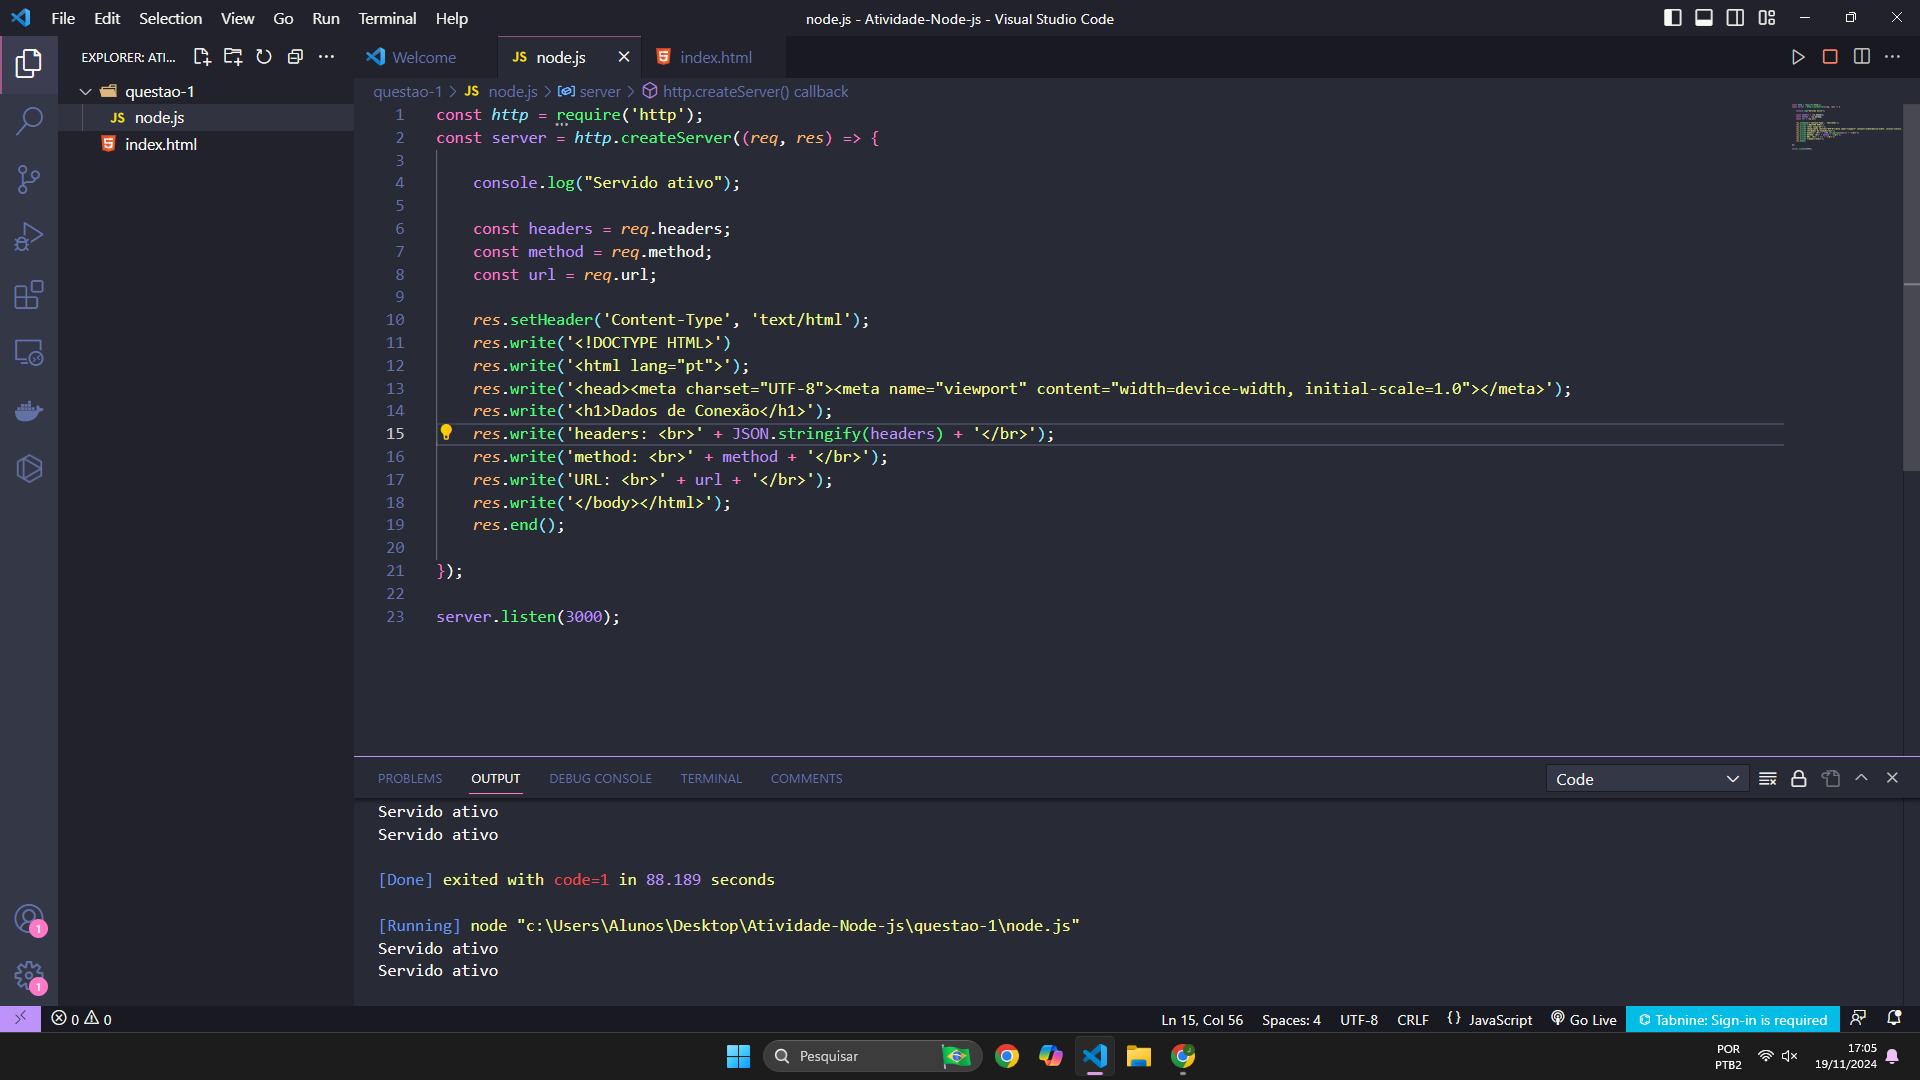 File Edit Selection View Go Run Terminal Help
node.js - Atividade-Node-js - Visual Studio Code
EXPLORER: ATI...
Welcome
JS node.js
index.html
questao-1
JS node.js
index.html
questao-1 > JS node.js > server > http.createServer() callback
1 const http = require('http');
2 const server = http.createServer((req, res) => {
3
4 console.log("Servido ativo");
5
6 const headers = req.headers;
7 const method = req.method;
8 const url = req.url;
9
10 res.setHeader('Content-Type', 'text/html');
11 res.write('<!DOCTYPE HTML>')
12 res.write('<html lang="pt">');
13 res.write('<head><meta charset="UTF-8"><meta name="viewport" content="width=device-width, initial-scale=1.0"></meta>');
14 res.write('<h1>Dados de Conexão</h1>');
15 res.write('headers: <br>' + JSON.stringify(headers) + '</br>');
16 res.write('method: <br>' + method + '</br>');
17 res.write('URL: <br>' + url + '</br>');
18 res.write('</body></html>');
19 res.end();
20
21 });
22
23 server.listen(3000);
PROBLEMS OUTPUT DEBUG CONSOLE TERMINAL COMMENTS
Code
Servido ativo
Servido ativo
[Done] exited with code=1 in 88.189 seconds
[Running] node "c:\Users\Alunos\Desktop\Atividade-Node-js\questao-1\node.js"
Servido ativo
Servido ativo
1
1
0 0
Ln 15, Col 56 Spaces: 4 UTF-8 CRLF {} JavaScript Go Live Tabnine: Sign-in is required
Pesquisar
POR
PTB2
17:05
19/11/2024